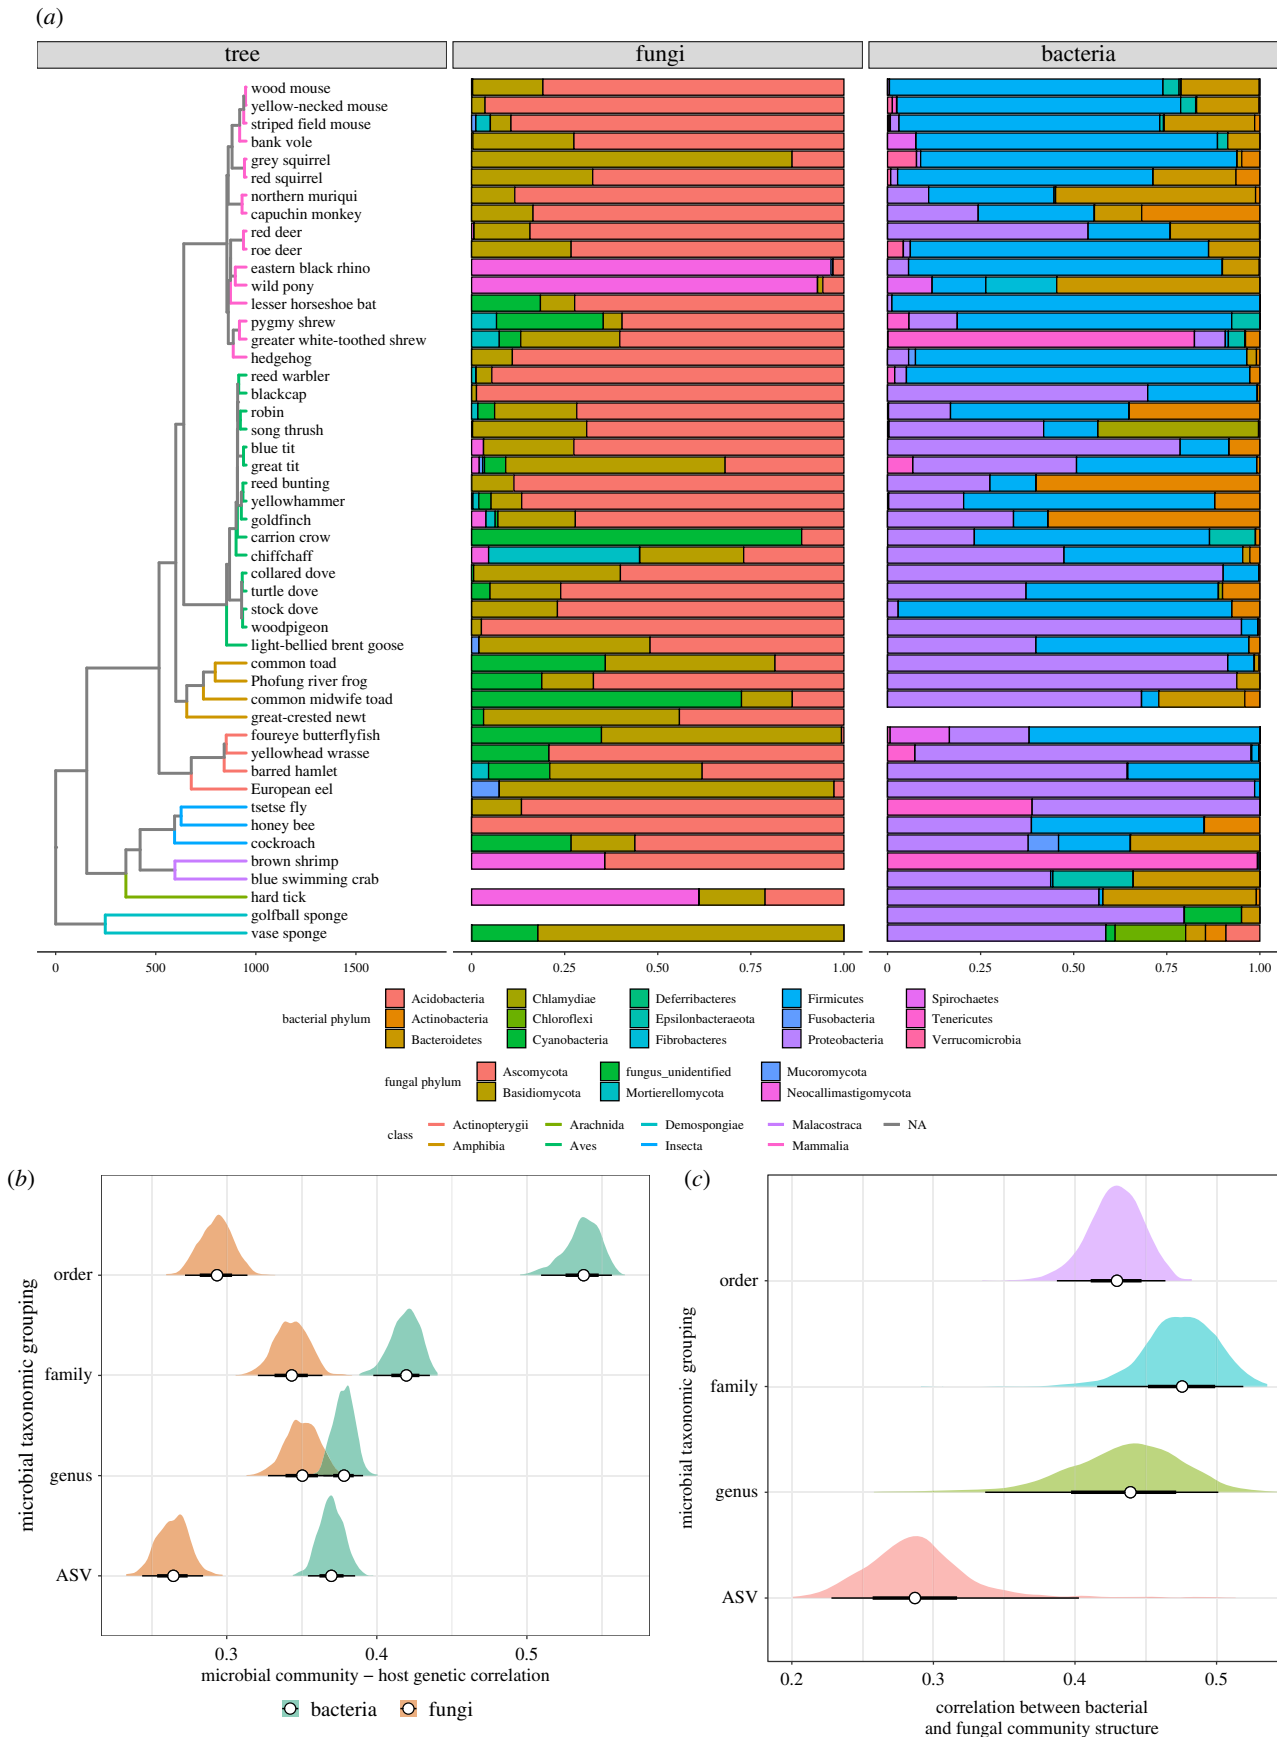 (a)
tree fungi bacteria
wood mouse
yellow-necked mouse
striped field mouse
bank vole
grey squirrel
red squirrel
northern muriqui
capuchin monkey
red deer
roe deer
eastern black rhino
wild pony
lesser horseshoe bat
pygmy shrew
greater white-toothed shrew
hedgehog
reed warbler
blackcap
robin
song thrush
blue tit
great tit
reed bunting
yellowhammer
goldfinch
carrion crow
chiffchaff
collared dove
turtle dove
stock dove
woodpigeon
light-bellied brent goose
common toad
Phofung river frog
common midwife toad
great-crested newt
foureye butterflyfish
yellowhead wrasse
barred hamlet
European eel
tsetse fly
honey bee
cockroach
brown shrimp
blue swimming crab
hard tick
golfball sponge
vase sponge
0 500 1000 1500 0 0.25 0.50 0.75 1.00 0 0.25 0.50 0.75 1.00
Acidobacteria Chlamydiae Deferribacteres Firmicutes Spirochaetes
bacterial phylum Actinobacteria Chloroflexi Epsilonbacteraeota Fusobacteria Tenericutes
Bacteroidetes Cyanobacteria Fibrobacteres Proteobacteria Verrucomicrobia
Ascomycota fungus_unidentified Mucoromycota
fungal phylum
Basidiomycota Mortierellomycota Neocallimastigomycota
Actinopterygii Arachnida Demospongiae Malacostraca NA
class
Amphibia Aves Insecta Mammalia
(b)
microbial taxonomic grouping
order
family
genus
ASV
0.3 0.4 0.5
microbial community – host genetic correlation
bacteria fungi
(c)
microbial taxonomic grouping
order
family
genus
ASV
0.2 0.3 0.4 0.5
correlation between bacterial
and fungal community structure